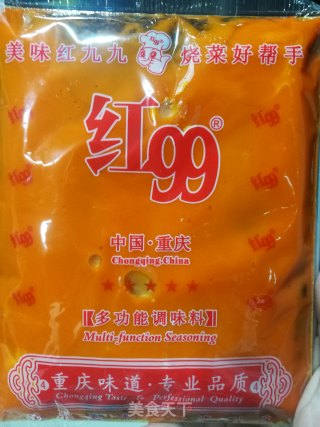 美味红九九 烧菜好帮手
红99®
中国·重庆
Chongqing.China
【多功能调味料】
Multi-function Seasoning
重庆味道·专业品质
Chongqing Taste & Perfessional Quality
美食天下